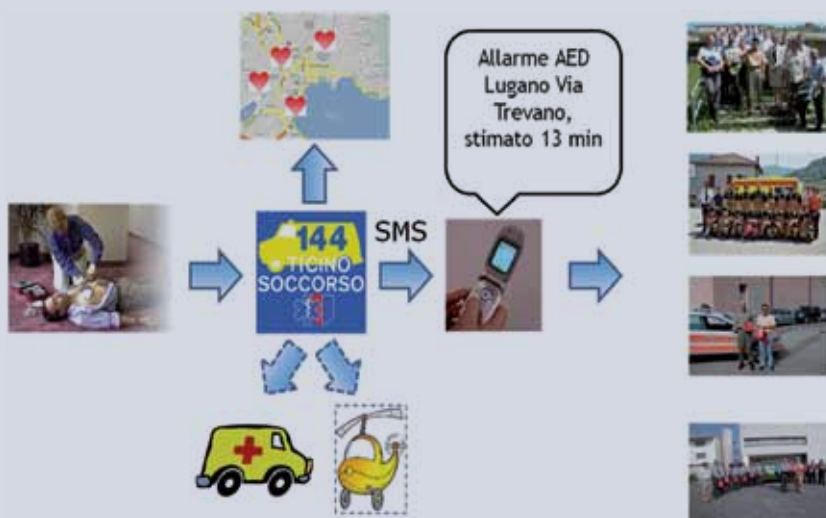 Allarme AED
Lugano Via
Trevano,
stimato 13 min
144
TICINO
SOCCORSO
SMS